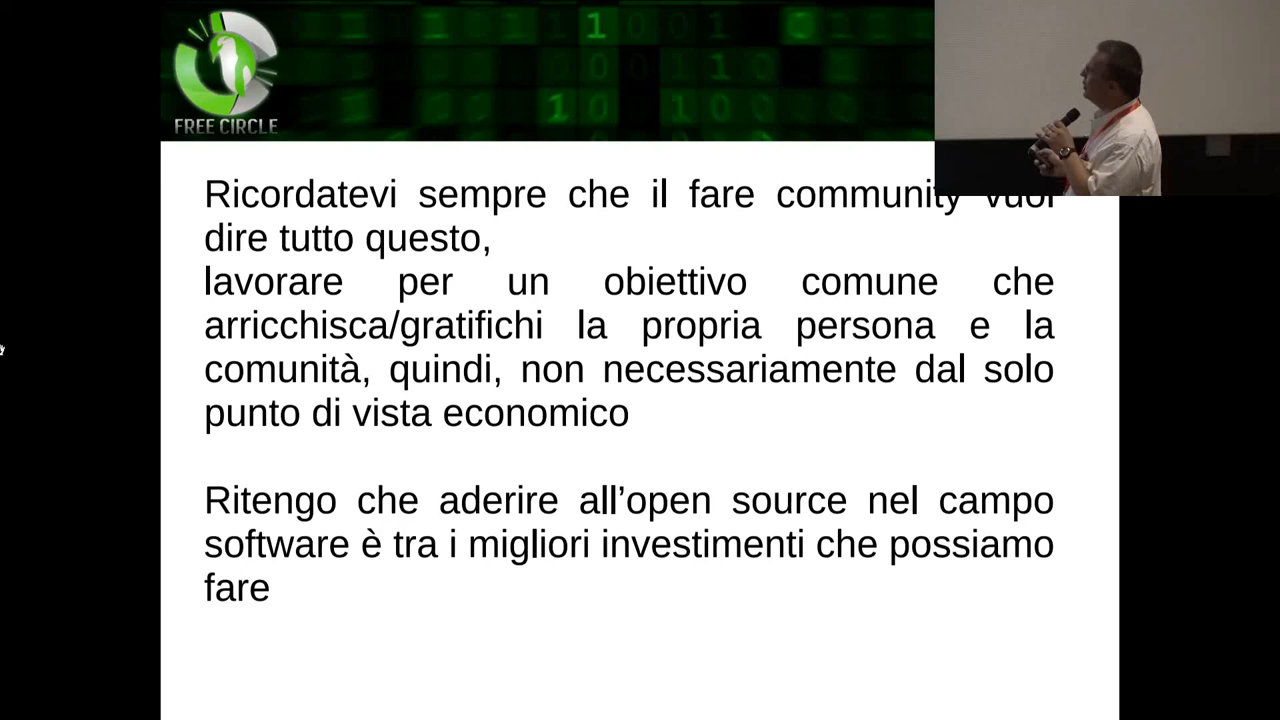 FREE CIRCLE
Ricordatevi sempre che il fare community vuol
dire tutto questo,
lavorare per un obiettivo comune che
arricchisca/gratifichi la propria persona e la
comunità, quindi, non necessariamente dal solo
punto di vista economico
Ritengo che aderire all’open source nel campo
software è tra i migliori investimenti che possiamo
fare